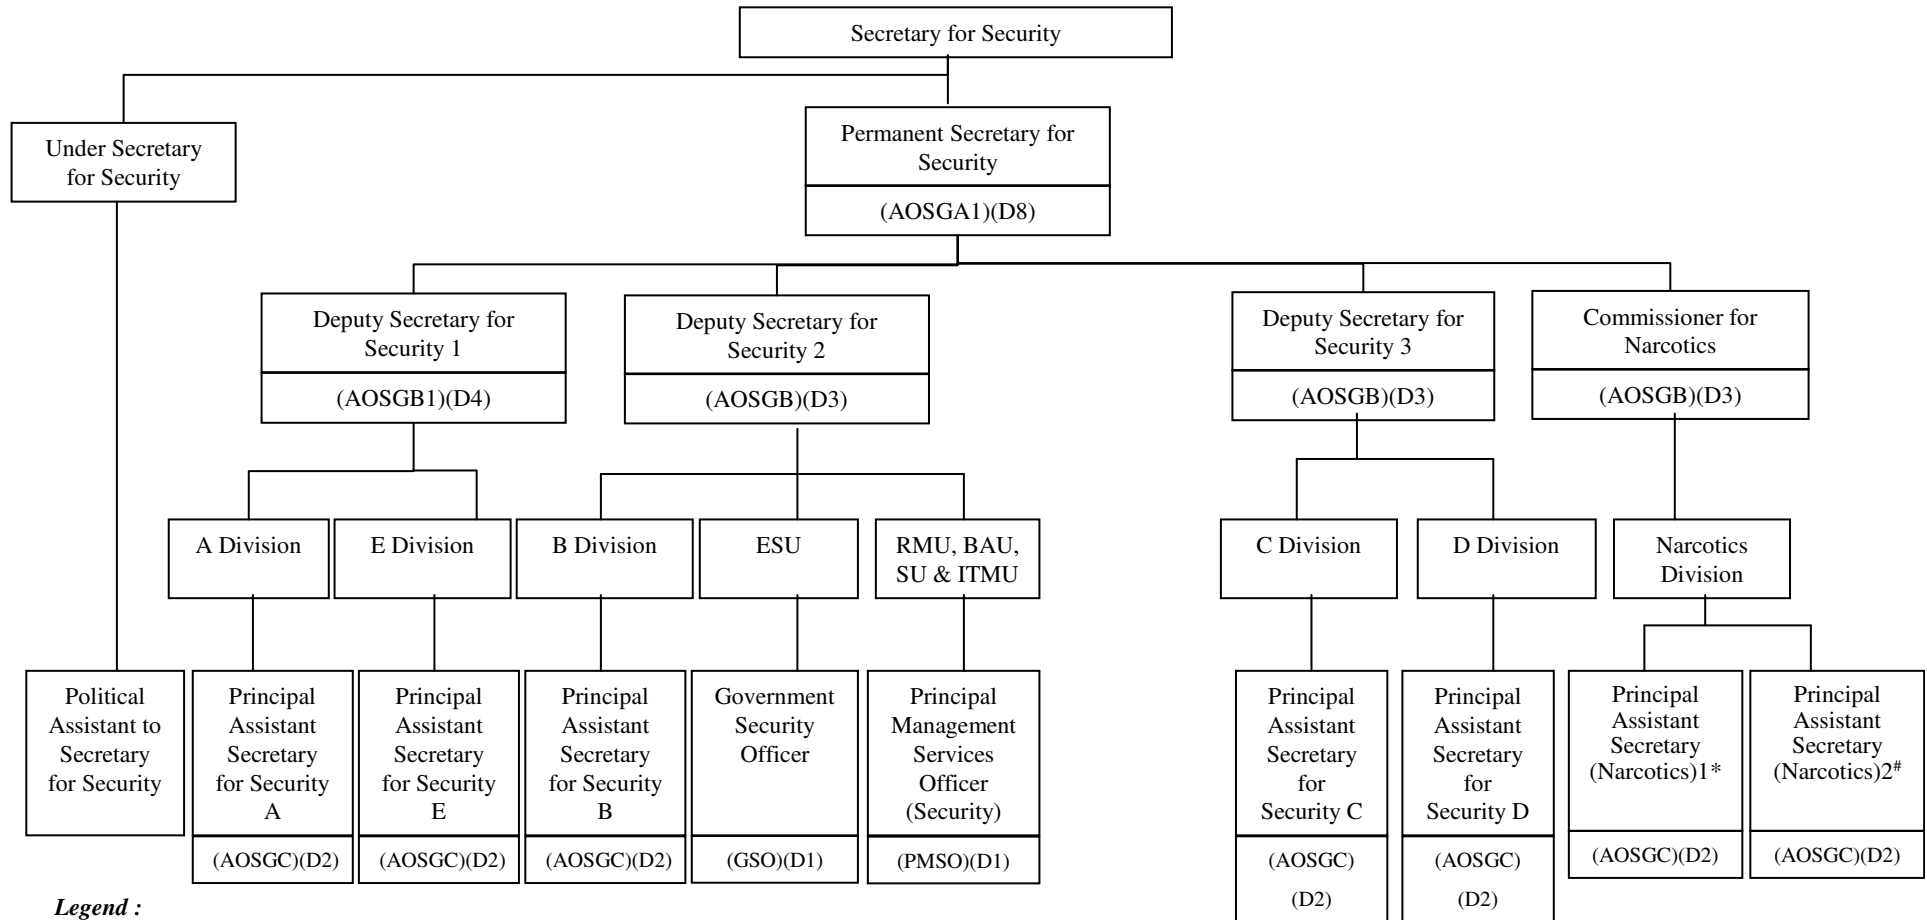 Secretary for Security
Under Secretary
for Security
Permanent Secretary for
Security
(AOSGA1)(D8)
Deputy Secretary for
Security 1
(AOSGB1)(D4)
Deputy Secretary for
Security 2
(AOSGB)(D3)
Deputy Secretary for
Security 3
(AOSGB)(D3)
Commissioner for
Narcotics
(AOSGB)(D3)
A Division
E Division
B Division
ESU
RMU, BAU,
SU & ITMU
C Division
D Division
Narcotics
Division
Political
Assistant to
Secretary
for Security
Principal
Assistant
Secretary
for Security
A
(AOSGC)(D2)
Principal
Assistant
Secretary
for Security
E
(AOSGC)(D2)
Principal
Assistant
Secretary
for Security
B
(AOSGC)(D2)
Government
Security
Officer
(GSO)(D1)
Principal
Management
Services
Officer
(Security)
(PMSO)(D1)
Principal
Assistant
Secretary
for
Security C
(AOSGC)
(D2)
Principal
Assistant
Secretary
for
Security D
(AOSGC)
(D2)
Principal
Assistant
Secretary
(Narcotics)1*
(AOSGC)(D2)
Principal
Assistant
Secretary
(Narcotics)2#
(AOSGC)(D2)
Legend :